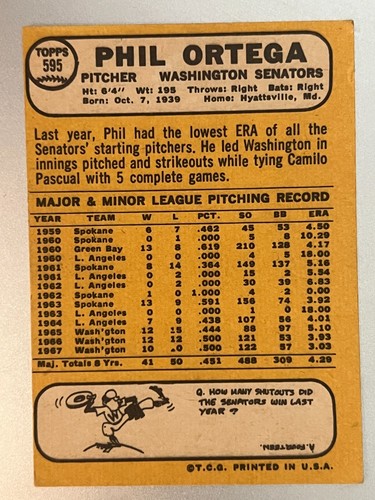 TOPPS
595
PHIL ORTEGA
PITCHER WASHINGTON SENATORS
Ht: 6'4" Wt: 195 Throws: Right Bats: Right
Born: Oct. 7, 1939 Home: Hyattsville, Md.
Last year, Phil had the lowest ERA of all the
Senators' starting pitchers. He led Washington in
innings pitched and strikeouts while tying Camilo
Pascual with 5 complete games.
MAJOR & MINOR LEAGUE PITCHING RECORD
YEAR TEAM W L PCT. SO BB ERA
1959 Spokane 6 7 .462 45 53 4.50
1960 Spokane 0 1 .000 5 8 10.29
1960 Green Bay 13 8 .619 210 128 4.17
1960 L. Angeles 0 0 .000 4 5 18.00
1961 Spokane 8 14 .364 149 137 5.16
1961 L. Angeles 0 2 .000 15 2 5.54
1962 L. Angeles 0 2 .000 30 39
1962 Spokane 1 0 1.000 4 2 0.00
1963 Spokane 13 9 .591 156 74 3.92
1963 L. Angeles 0 .000 1 0 18.00
1964 L. Angeles 7 9 .438 107 56 4.01
1965 Wash'gton 12 15 .444 88 97 5.10
1966 Wash'gton 12 12 .500 121 53 3.93
1967 Wash'gton 10 10 .500 122 57 3.03
Maj. Totals 8 Yrs. 41 50 .451 488 309 4.29
Q. HOW MANY SHUTOUTS DID
THE SENATORS WIN LAST
YEAR?
A. FOURTEEN.
©T.C.G. PRINTED IN U.S.A.